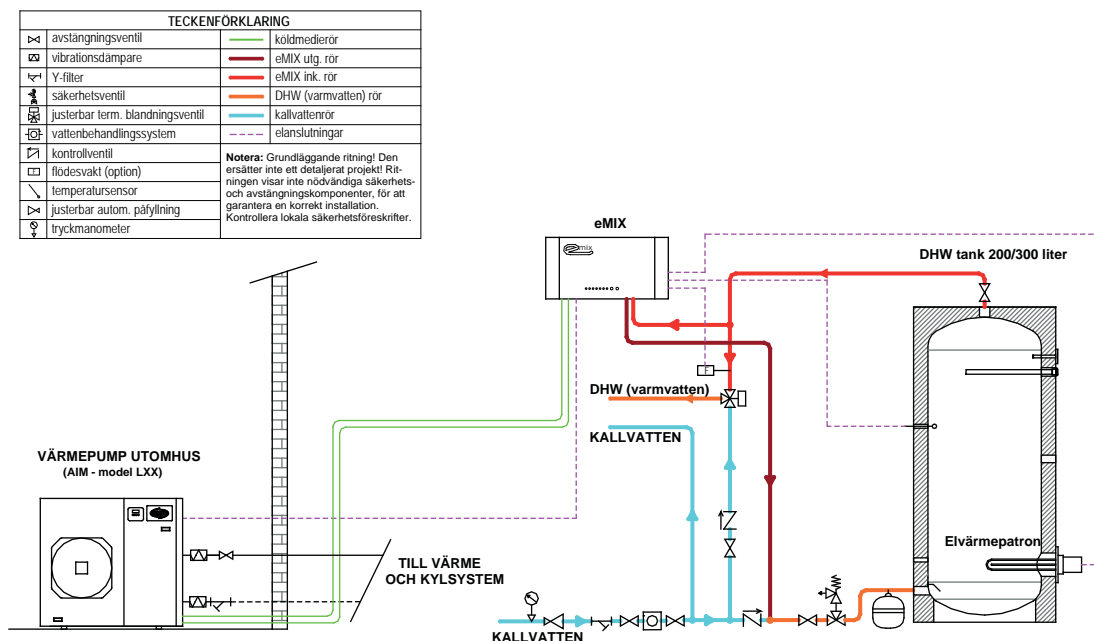 TECKENFÖRKLARING
avstängningsventil
köldmedierör
vibrationsdämpare
eMIX utg. rör
Y-filter
eMIX ink. rör
säkerhetsventil
DHW (varmvatten) rör
justerbar term. blandningsventil
kallvattenrör
vattenbehandlingssystem
elanslutningar
kontrollventil
flödesvakt (option)
temperatursensor
justerbar autom. påfyllning
tryckmanometer
Notera: Grundläggande ritning! Den
ersätter inte ett detaljerat projekt! Rit-
ningen visar inte nödvändiga säkerhets-
och avstängningskomponenter, för att
garantera en korrekt installation.
Kontrollera lokala säkerhetsföreskrifter.
eMIX
emix
DHW tank 200/300 liter
F
DHW (varmvatten)
KALLVATTEN
VÄRMEPUMP UTOMHUS
(AIM - model LXX)
TILL VÄRME
OCH KYLSYSTEM
Elvärmepatron
KALLVATTEN